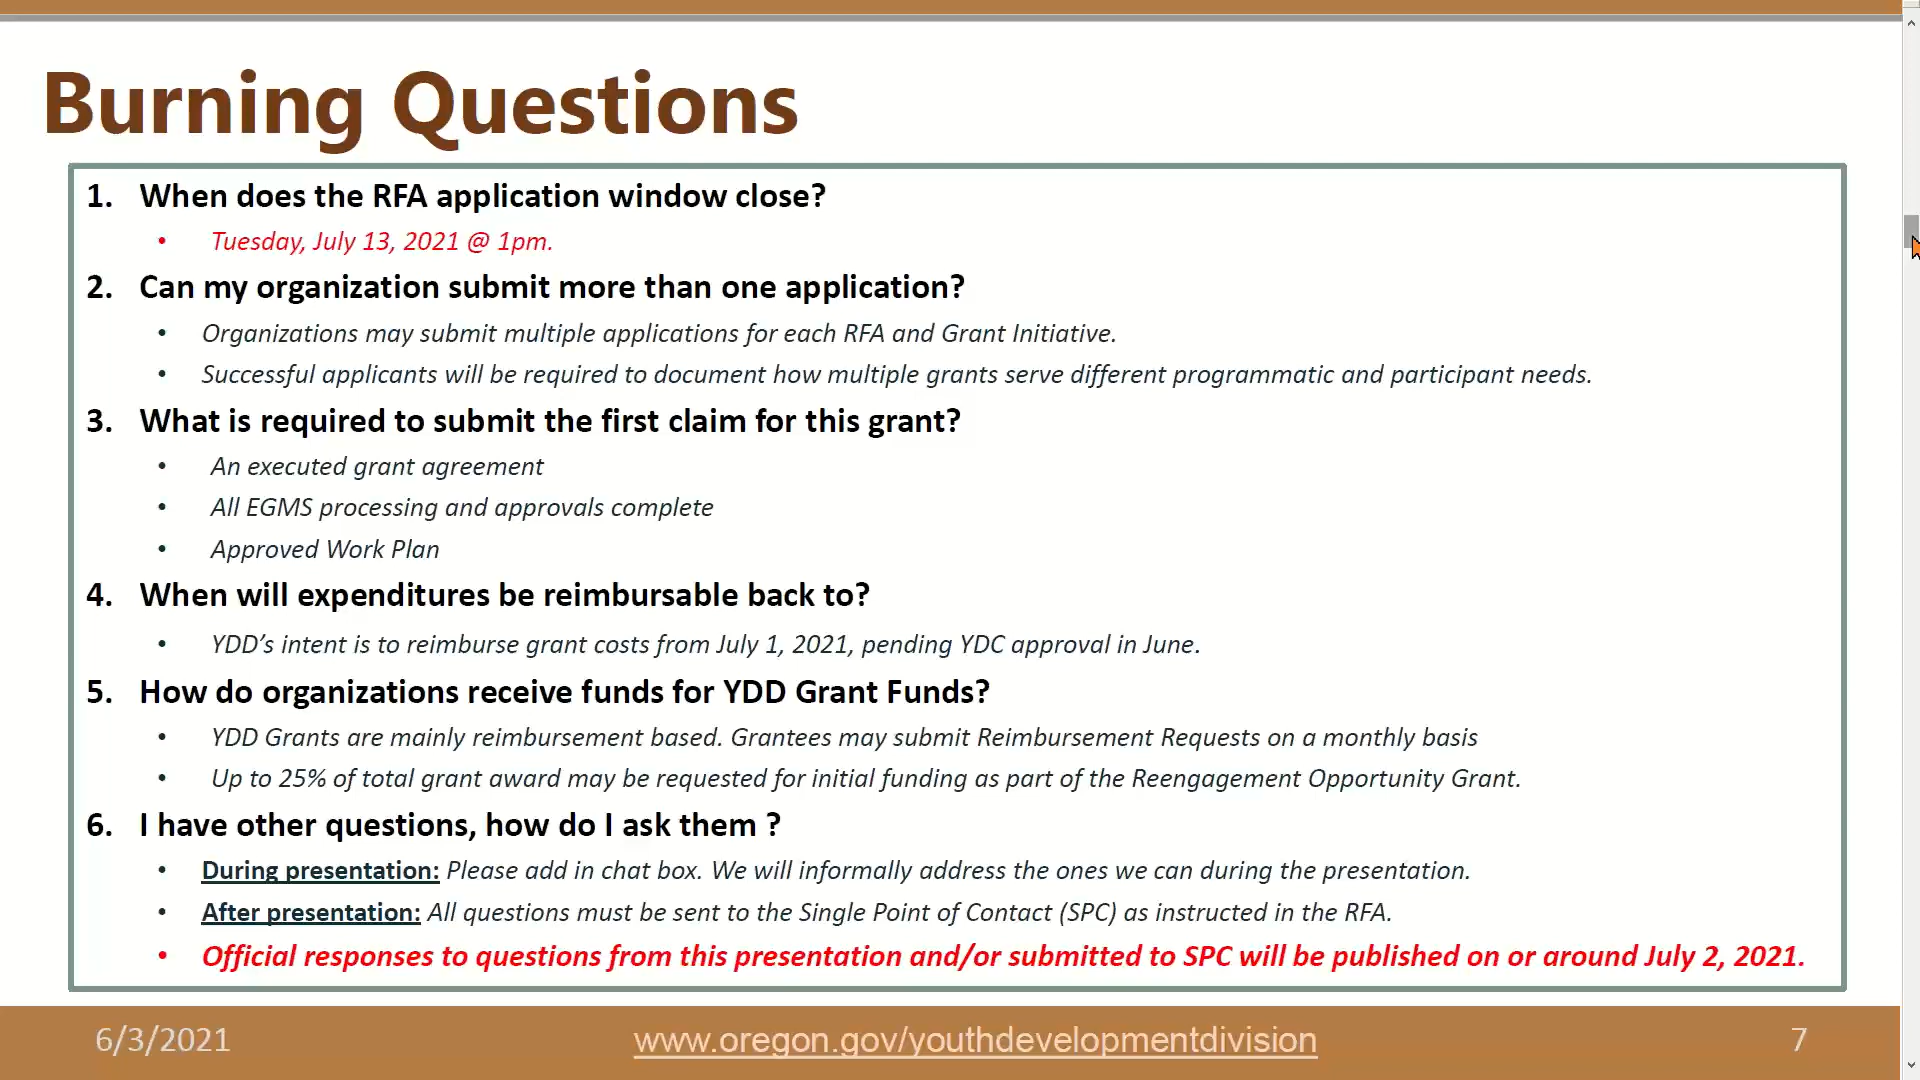 Burning Questions
1. When does the RFA application window close?
• Tuesday, July 13, 2021 @ 1pm.
2. Can my organization submit more than one application?
• Organizations may submit multiple applications for each RFA and Grant Initiative.
• Successful applicants will be required to document how multiple grants serve different programmatic and participant needs.
3. What is required to submit the first claim for this grant?
• An executed grant agreement
• All EGMS processing and approvals complete
• Approved Work Plan
4. When will expenditures be reimbursable back to?
• YDD’s intent is to reimburse grant costs from July 1, 2021, pending YDC approval in June.
5. How do organizations receive funds for YDD Grant Funds?
• YDD Grants are mainly reimbursement based. Grantees may submit Reimbursement Requests on a monthly basis
• Up to 25% of total grant award may be requested for initial funding as part of the Reengagement Opportunity Grant.
6. I have other questions, how do I ask them ?
• During presentation: Please add in chat box. We will informally address the ones we can during the presentation.
• After presentation: All questions must be sent to the Single Point of Contact (SPC) as instructed in the RFA.
• Official responses to questions from this presentation and/or submitted to SPC will be published on or around July 2, 2021.
6/3/2021 www.oregon.gov/youthdevelopmentdivision 7